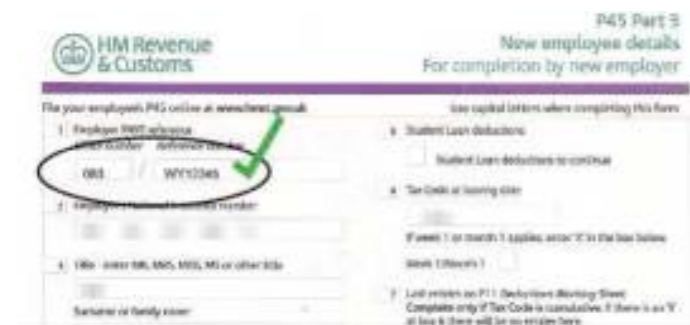 P45 Part 3
HM Revenue
& Customs
New employee details
For completion by new employer
File your employee's P45 online at www.hmrc.gov.uk
Use capital letters when completing this form
1 Employer PAYE reference
Office number Reference number
/ WY12345
2 Employee's National Insurance number
3 Title - enter MR, MRS, MISS, MS or other title
Surname or family name
5 Student Loan deductions
Student Loan deductions to continue
6 Tax Code at leaving date
If week 1 or month 1 applies, enter 'X' in the box below.
Week 1/Month 1
7 Last entries on P11 Deductions Working Sheet.
Complete only if Tax Code is cumulative. If there is an 'X'
at box 6 there will be no entries here.